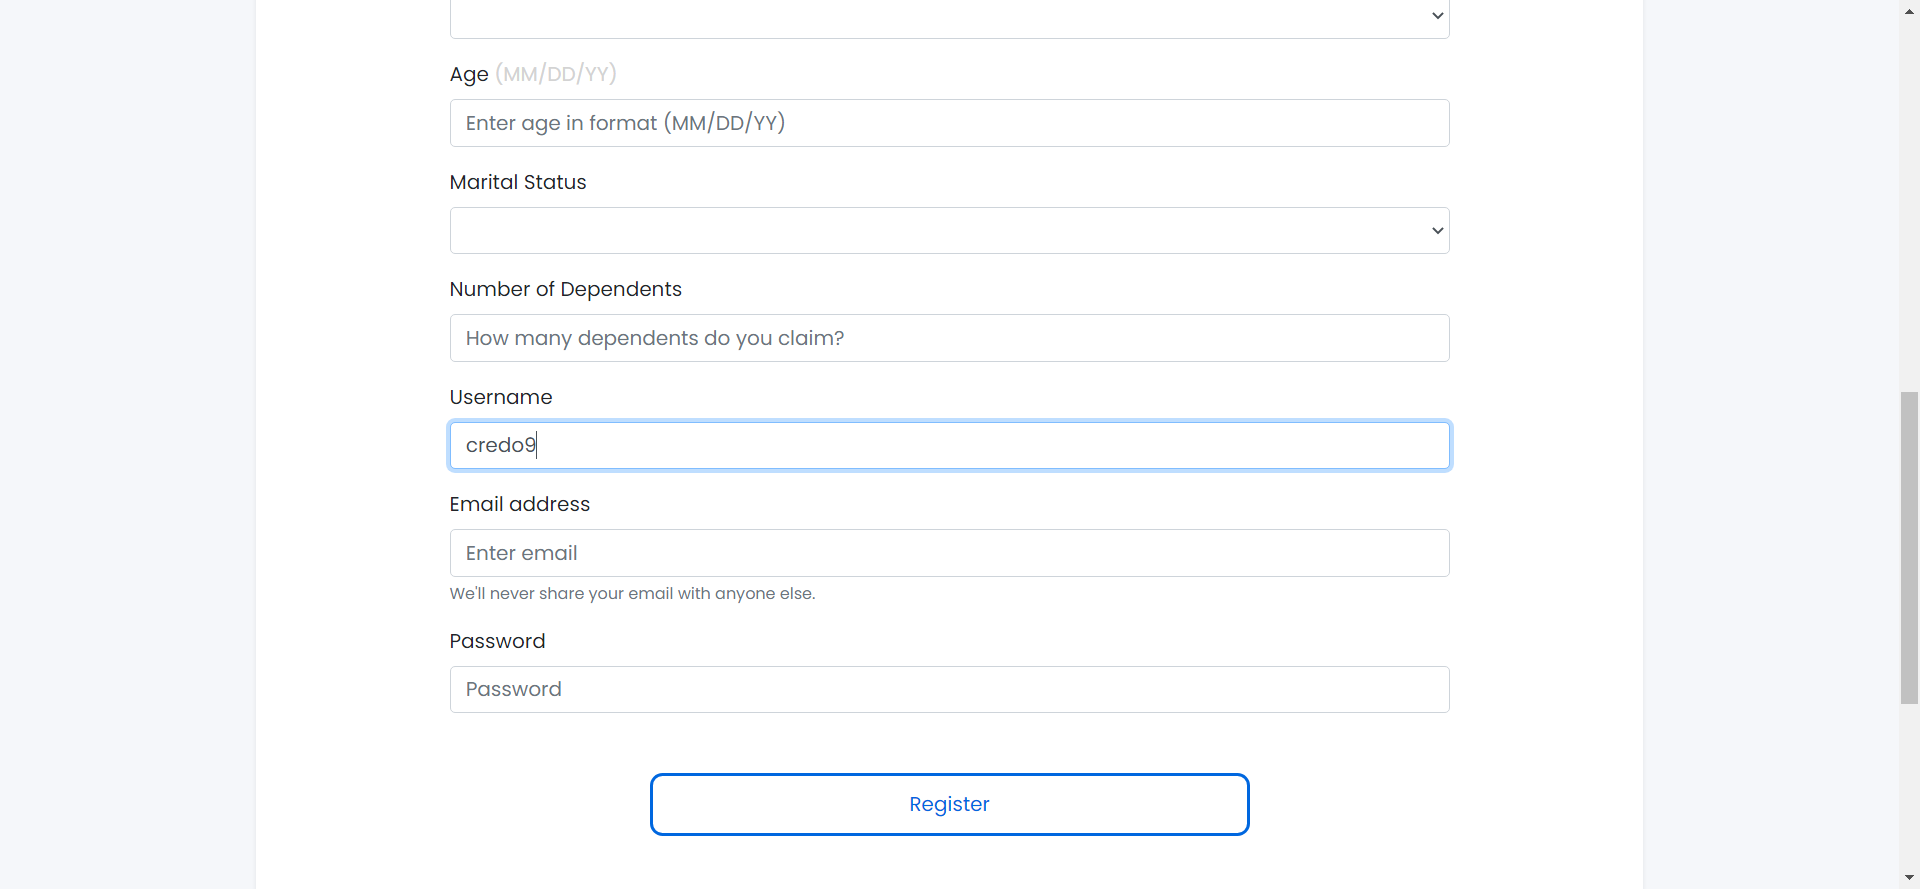 Age (MM/DD/YY)
Enter age in format (MM/DD/YY)
Marital Status
Number of Dependents
How many dependents do you claim?
Username
credo9
Email address
Enter email
We'll never share your email with anyone else.
Password
Password
Register